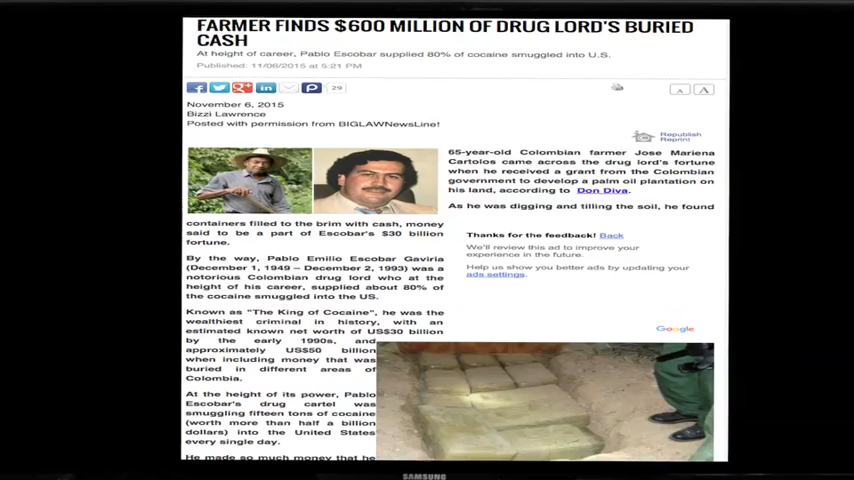 FARMER FINDS $600 MILLION OF DRUG LORD'S BURIED
CASH
At height of career, Pablo Escobar supplied 80% of cocaine smuggled into U.S.
Published: 11/06/2015 at 5:21 PM
29
A A
November 6, 2015
Bizzi Lawrence
Posted with permission from BIGLAWNewsLine!
Republish
Reprint
65-year-old Colombian farmer Jose Mariena
Cartolos came across the drug lord's fortune
when he received a grant from the Colombian
government to develop a palm oil plantation on
his land, according to Don Diva.
As he was digging and tilling the soil, he found
containers filled to the brim with cash, money
said to be a part of Escobar's $30 billion
fortune.
By the way, Pablo Emilio Escobar Gaviria
(December 1, 1949 – December 2, 1993) was a
notorious Colombian drug lord who at the
height of his career, supplied about 80% of
the cocaine smuggled into the US.
Known as "The King of Cocaine", he was the
wealthiest criminal in history, with an
estimated known net worth of US$30 billion
by the early 1990s, and
approximately US$50 billion
when including money that was
buried in different areas of
Colombia.
At the height of its power, Pablo
Escobar's drug cartel was
smuggling fifteen tons of cocaine
(worth more than half a billion
dollars) into the United States
every single day.
He made so much money that he
Thanks for the feedback! Back
We'll review this ad to improve your
experience in the future.
Help us show you better ads by updating your
ads settings.
Google
SAMSUNG